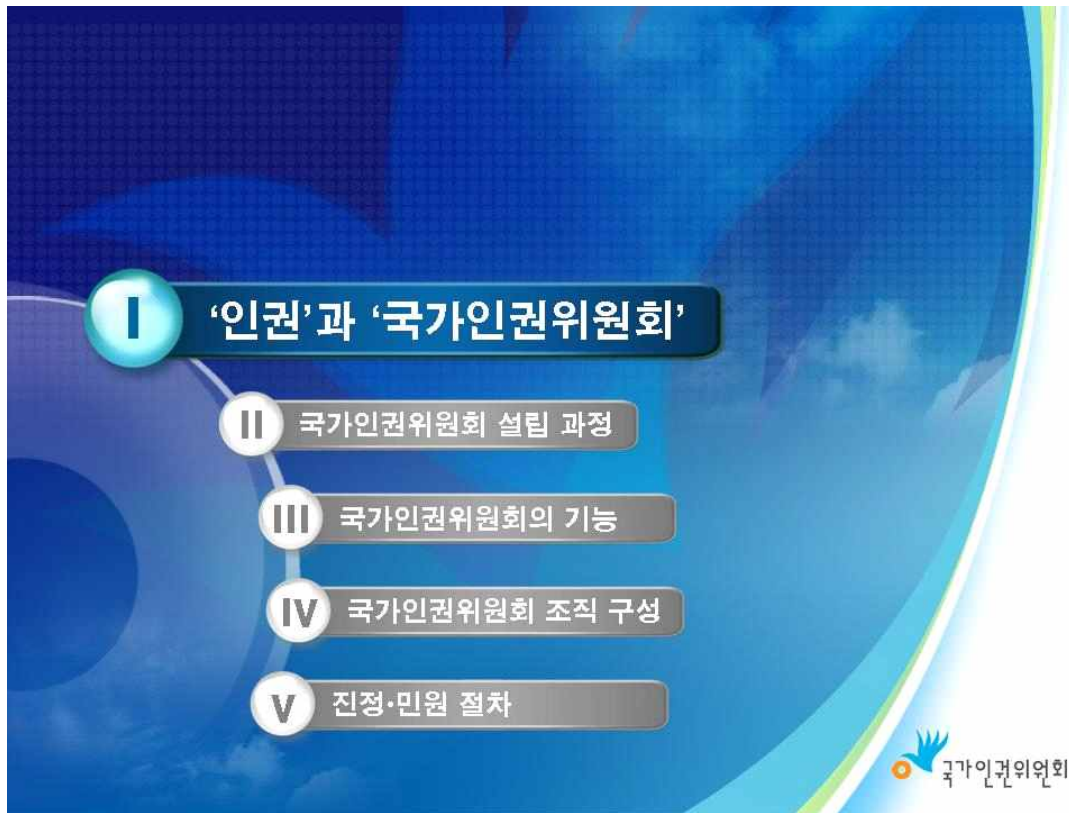 I
‘인권’과 ‘국가인권위원회’
II
국가인권위원회 설립 과정
III
국가인권위원회의 기능
IV
국가인권위원회 조직 구성
V
진정·민원 절차
국가인권위원회